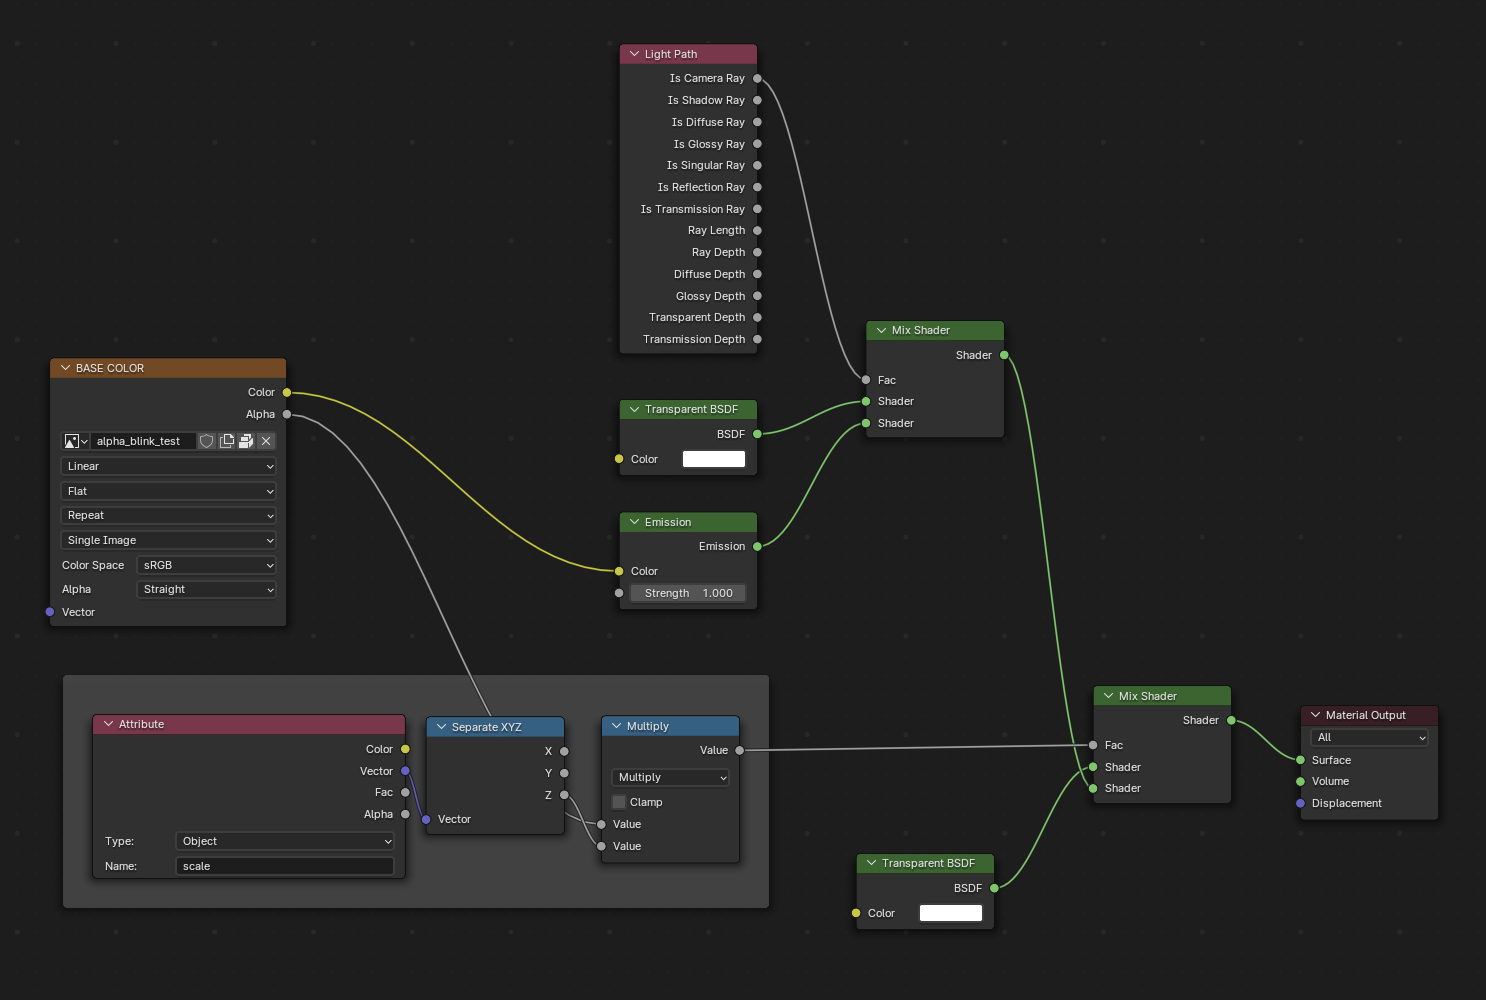 Light Path
Is Camera Ray
Is Shadow Ray
Is Diffuse Ray
Is Glossy Ray
Is Singular Ray
Is Reflection Ray
Is Transmission Ray
Ray Length
Ray Depth
Diffuse Depth
Glossy Depth
Transparent Depth
Transmission Depth
Mix Shader
Shader
Fac
Shader
Shader
BASE COLOR
Color
Alpha
alpha_blink_test
Linear
Flat
Repeat
Single Image
Color Space sRGB
Alpha Straight
Vector
Transparent BSDF
BSDF
Color
Emission
Emission
Color
Strength 1.000
Attribute
Color
Vector
Fac
Alpha
Type: Object
Name: scale
Separate XYZ
X
Y
Z
Vector
Multiply
Value
Multiply
Clamp
Value
Value
Mix Shader
Shader
Fac
Shader
Shader
Material Output
All
Surface
Volume
Displacement
Transparent BSDF
BSDF
Color